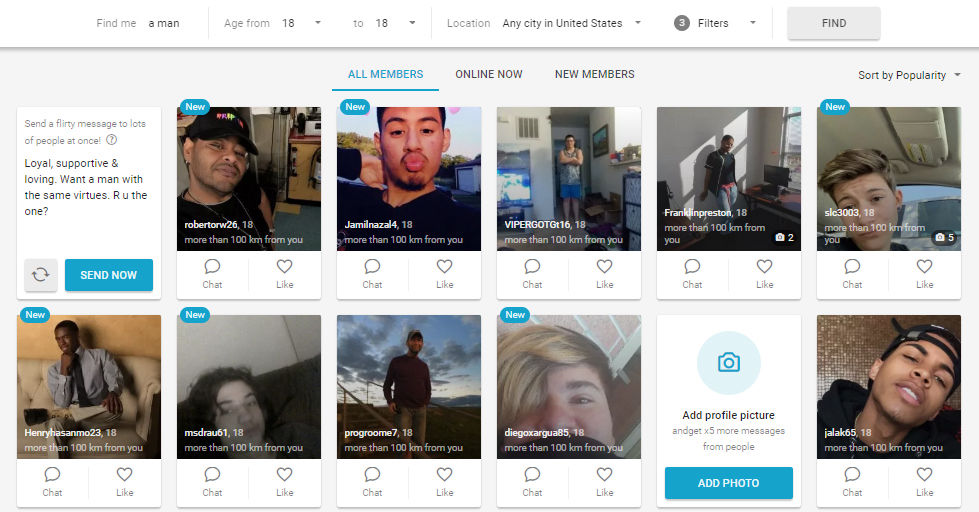 Find me a man Age from 18 to 18 Location Any city in United States 3 Filters FIND
ALL MEMBERS ONLINE NOW NEW MEMBERS Sort by Popularity
Send a flirty message to lots
of people at once! ?
Loyal, supportive &
loving. Want a man with
the same virtues. R u the
one?
SEND NOW
New
robertorw26, 18
more than 100 km from you
Chat Like
New
Jamilnazal4, 18
more than 100 km from you
Chat Like
VIPERGOTGt16, 18
more than 100 km from you
Chat Like
Franklinpreston, 18
more than 100 km from
you
2
Chat Like
New
slc3003, 18
more than 100 km from
you
5
Chat Like
New
Henryhasanmo23, 18
more than 100 km from you
Chat Like
New
msdrau61, 18
more than 100 km from you
Chat Like
progroome7, 18
more than 100 km from you
Chat Like
New
diegoxargua85, 18
more than 100 km from you
Chat Like
Add profile picture
andget x5 more messages
from people
ADD PHOTO
jalak65, 18
more than 100 km from you
Chat Like